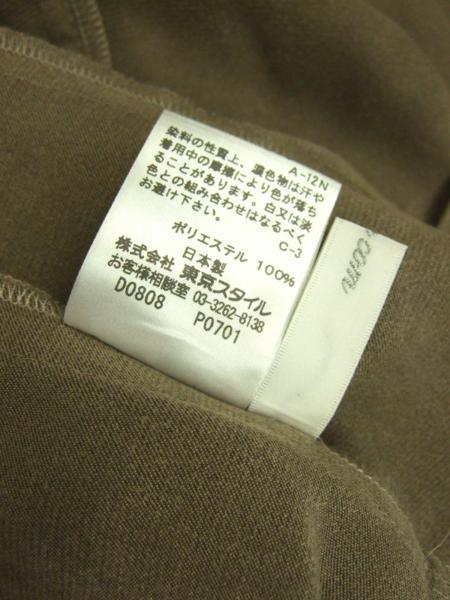 A-12N
染料の性質上、濃色物は汗や
着用中の摩擦により色が落ち
ることがあります。白又は淡
色との組み合わせはなるべく
お避け下さい。
C-3
ポリエステル 100%
日本製
株式会社 東京スタイル
お客様相談室 03-3262-8138
D0808 P0701